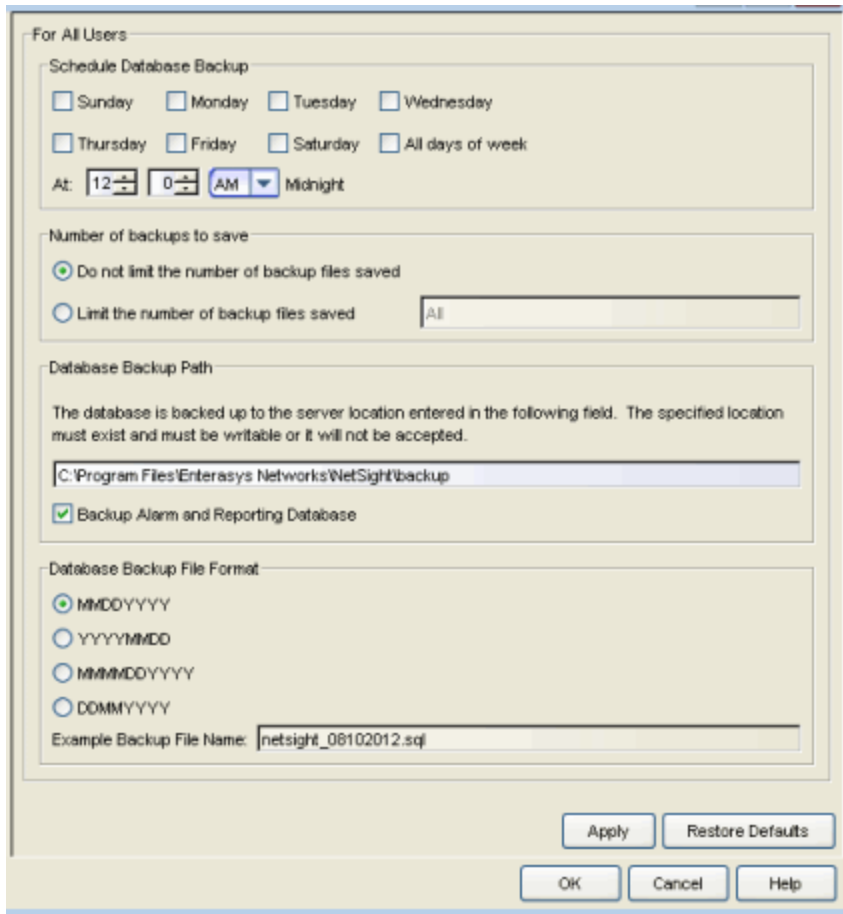 For All Users
Schedule Database Backup
Sunday Monday Tuesday Wednesday
Thursday Friday Saturday All days of week
At: 12 0 AM Midnight
Number of backups to save
Do not limit the number of backup files saved
Limit the number of backup files saved All
Database Backup Path
The database is backed up to the server location entered in the following field. The specified location
must exist and must be writable or it will not be accepted.
C:\Program Files\Enterasys Networks\NetSight\backup
Backup Alarm and Reporting Database
Database Backup File Format
MMDDYYYY
YYYYMMDD
MMMMDDYYYY
DDMMYYYY
Example Backup File Name: netsight_08102012.sql
Apply Restore Defaults
OK Cancel Help